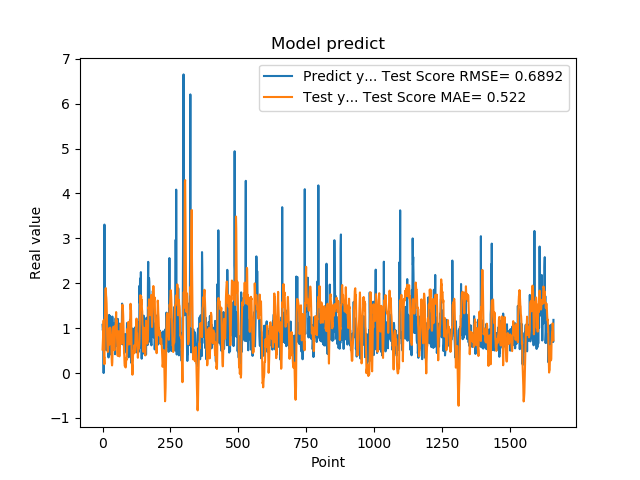 Model predict
Predict y... Test Score RMSE= 0.6892
Test y... Test Score MAE= 0.522
Real value
7
6
5
4
3
2
1
0
−1
0 250 500 750 1000 1250 1500
Point